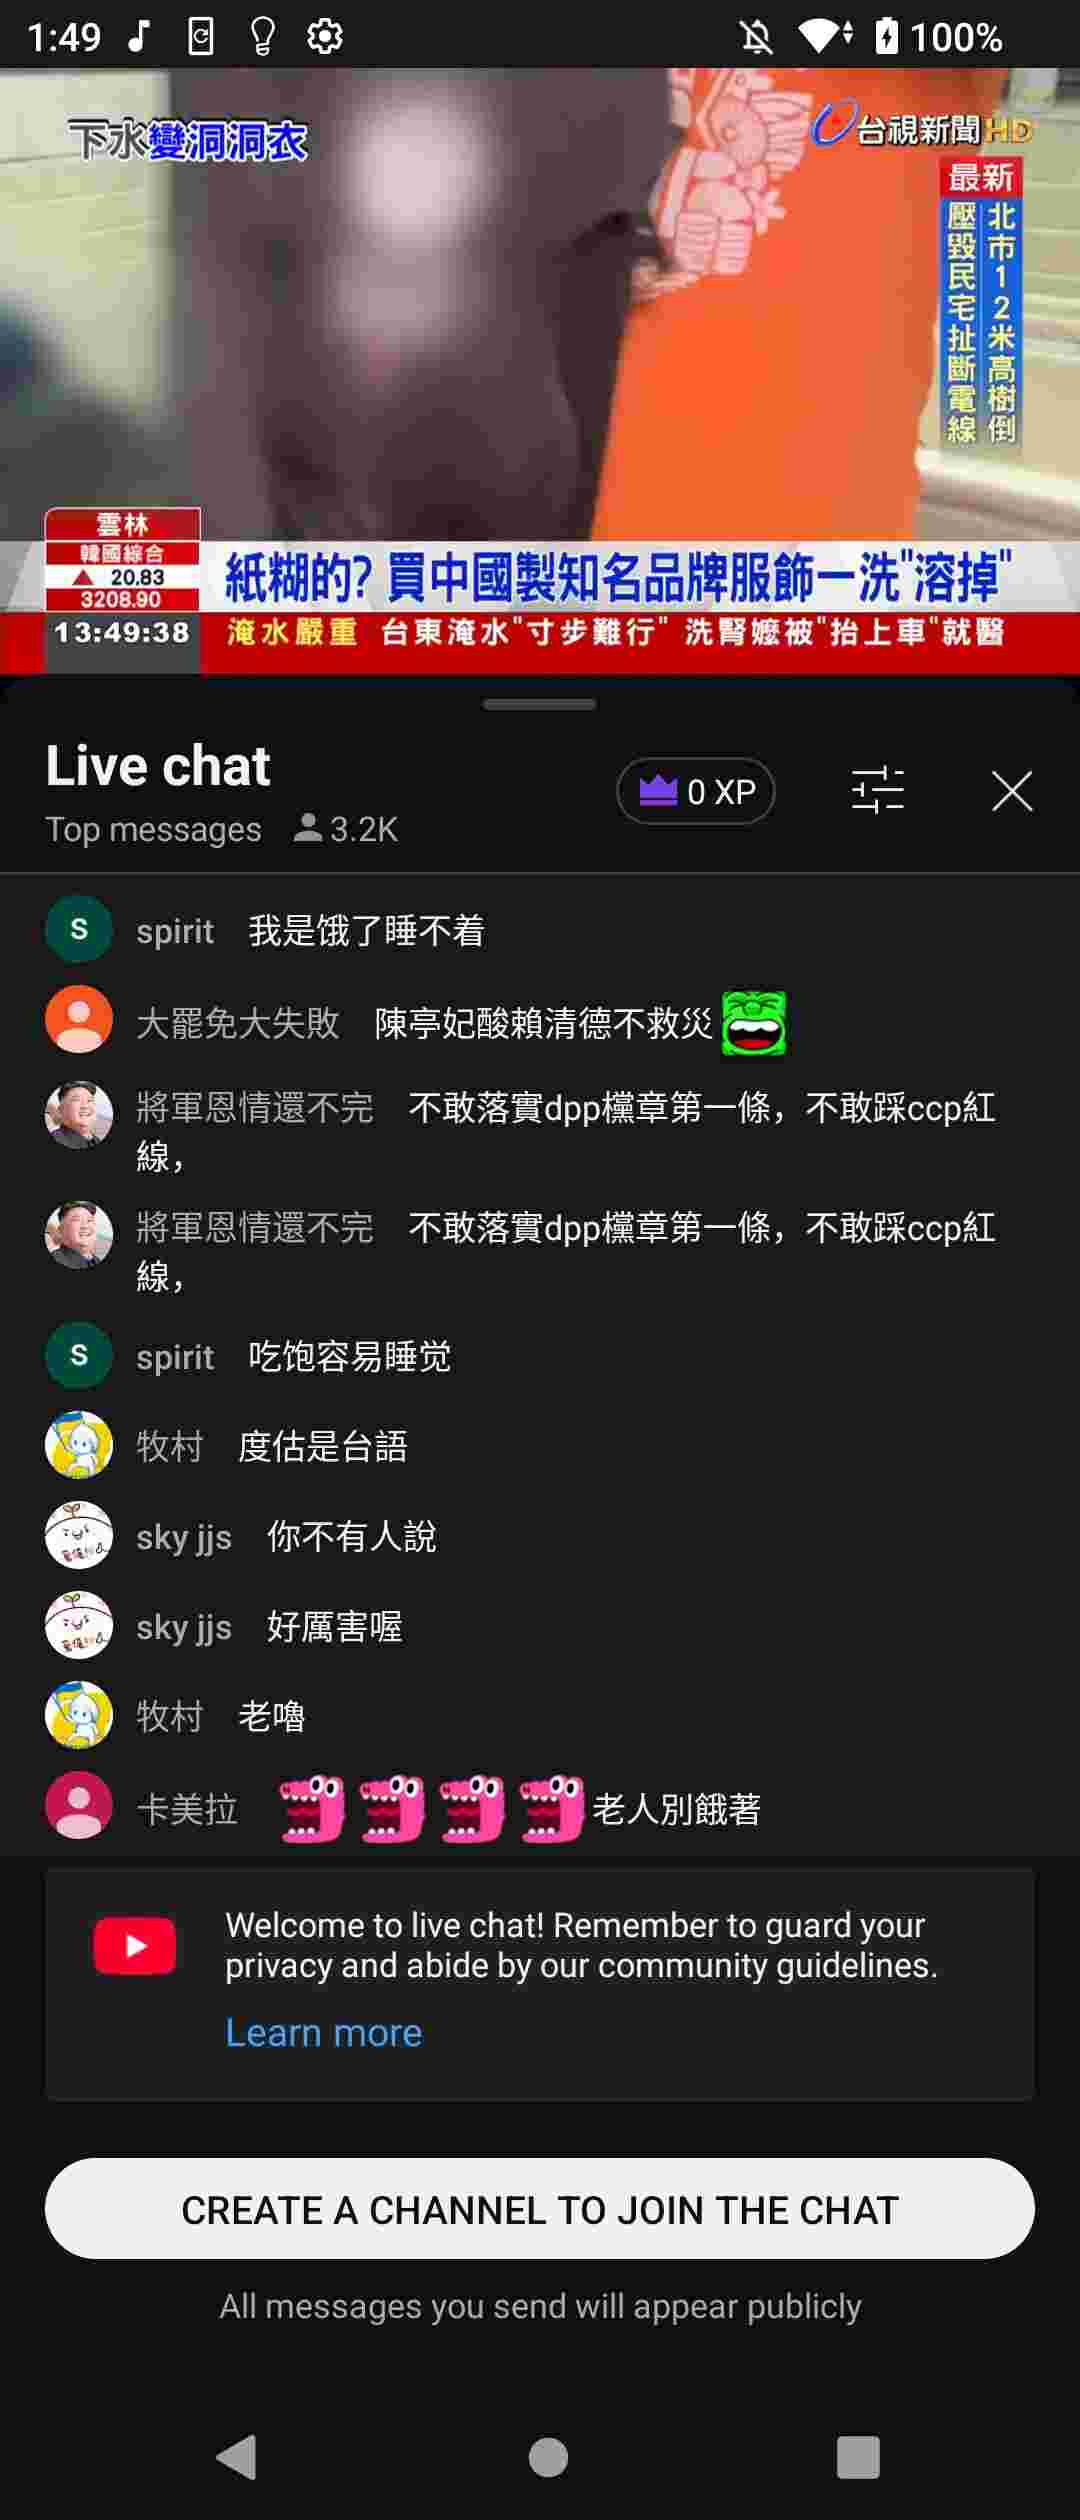 1:49
100%
下水變洞洞衣
台視新聞HD
最新
北市12米高樹倒
壓毀民宅扯斷電線
雲林
韓國綜合
20.83
3208.90
紙糊的? 買中國製知名品牌服飾一洗"溶掉"
13:49:38
淹水嚴重 台東淹水"寸步難行" 洗腎嬤被"抬上車"就醫
Live chat
0 XP
Top messages 3.2K
S spirit 我是饿了睡不着
大罷免大失敗 陳亭妃酸賴清德不救災
將軍恩情還不完 不敢落實dpp欓章第一條，不敢踩ccp紅
線，
將軍恩情還不完 不敢落實dpp欓章第一條，不敢踩ccp紅
線，
S spirit 吃饱容易睡觉
牧村 度估是台語
sky jjs 你不有人說
sky jjs 好厲害喔
牧村 老嚕
卡美拉 老人別餓著
Welcome to live chat! Remember to guard your
privacy and abide by our community guidelines.
Learn more
CREATE A CHANNEL TO JOIN THE CHAT
All messages you send will appear publicly